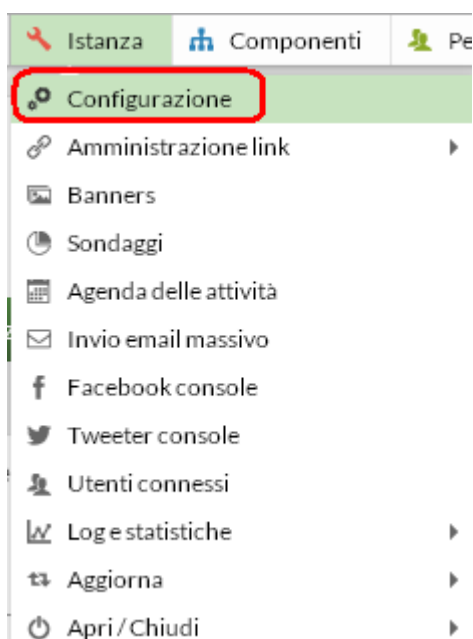 Istanza Componenti Pe
Configurazione
Amministrazione link
Banners
Sondaggi
Agenda delle attività
Invio email massivo
Facebook console
Tweeter console
Utenti connessi
Log e statistiche
Aggiorna
Apri / Chiudi